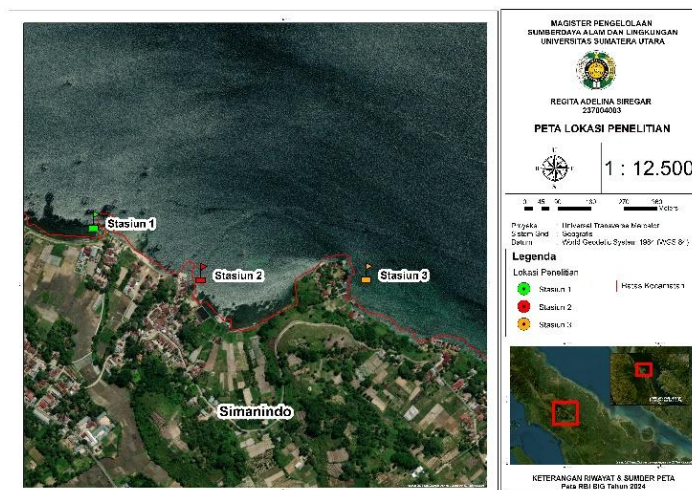 Stasiun 1
Stasiun 2
Stasiun 3
Simanindo
MAGISTER PENGELOLAAN
SUMBERDAYA ALAM DAN LINGKUNGAN
UNIVERSITAS SUMATERA UTARA
REGITA ADELINA SIREGAR
237004003
PETA LOKASI PENELITIAN
1 : 12.500
Meters
Proyeksi : Universal Transverse Mercator
Sistem Grid : Geografis
Datum : World Geodetic System 1984 (WGS 84)
Legenda
Lokasi Penelitian
Stasiun 1
Stasiun 2
Stasiun 3
Batas Kecamatan
KETERANGAN RIWAYAT & SUMBER PETA
Peta RBI BIG Tahun 2024